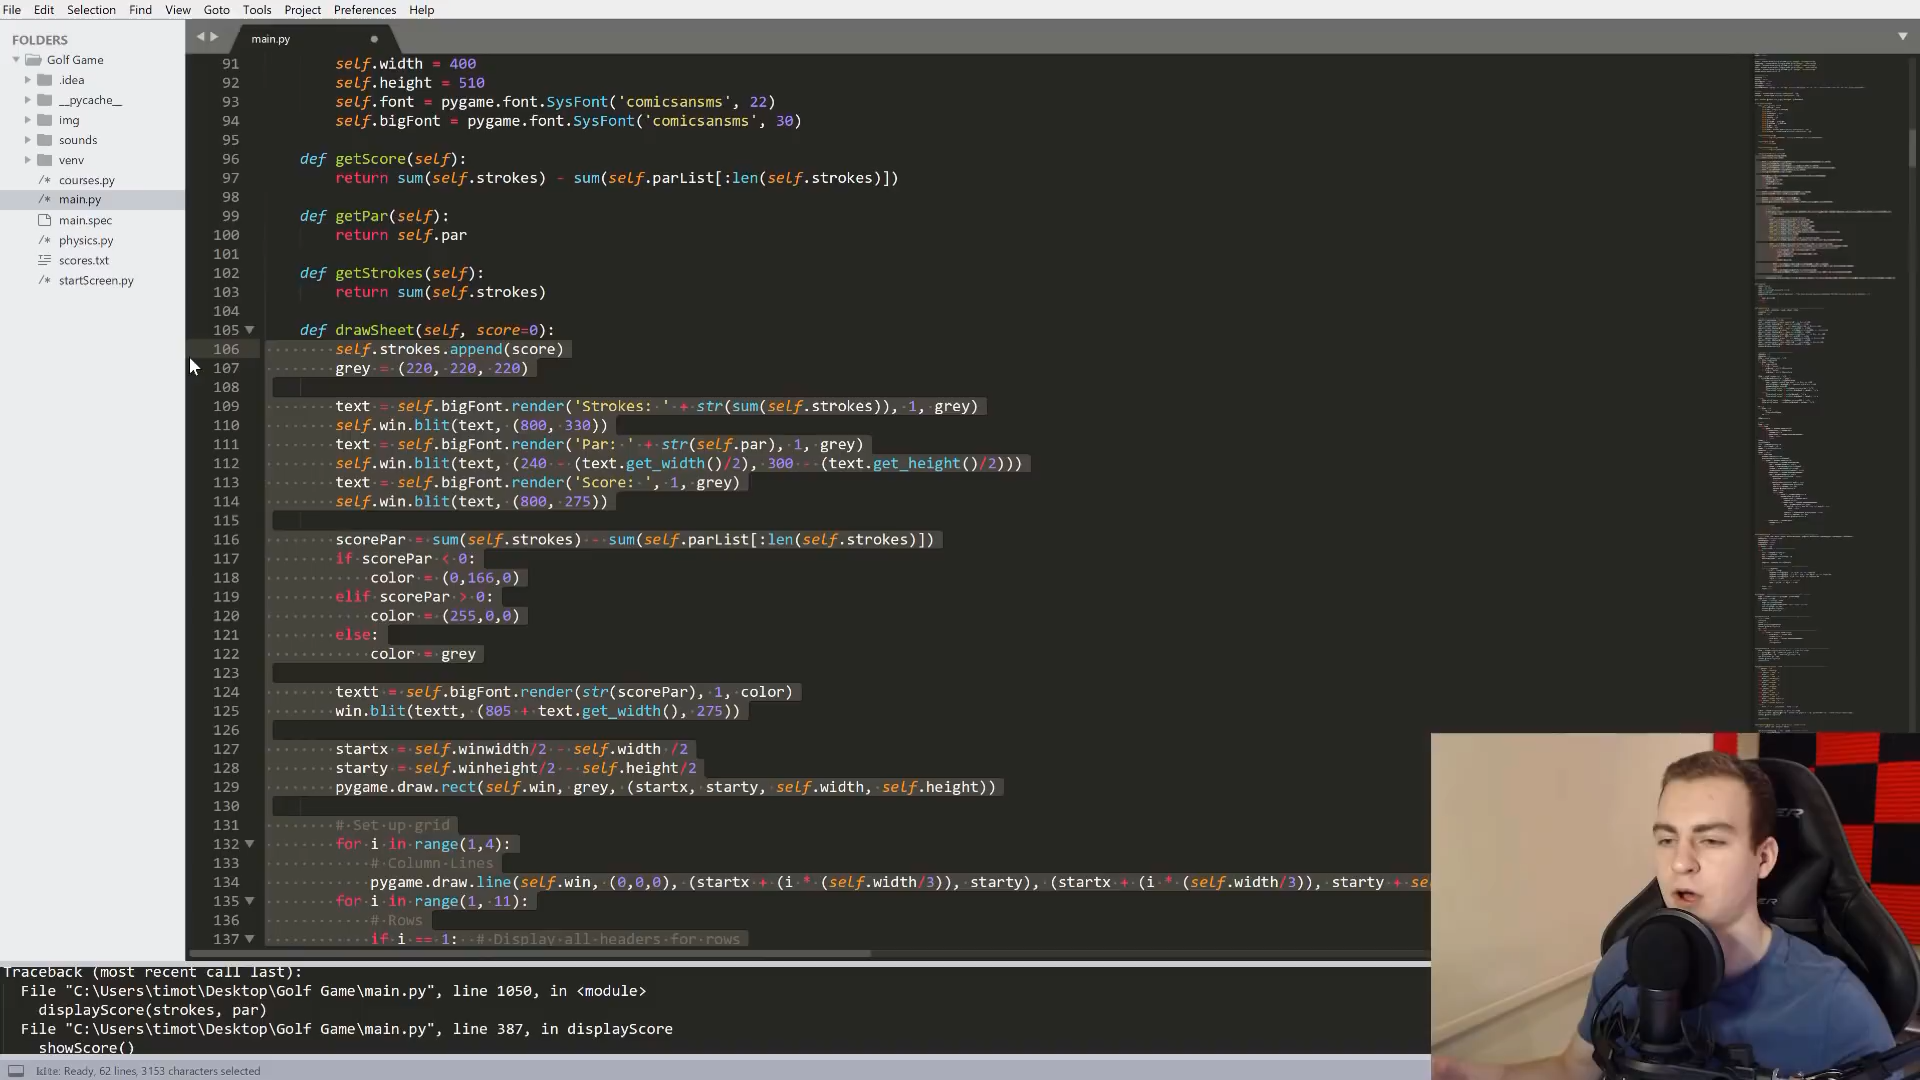 File Edit Selection Find View Goto Tools Project Preferences Help
FOLDERS
Golf Game
.idea
__pycache__
img
sounds
venv
courses.py
main.py
main.spec
physics.py
scores.txt
startScreen.py
main.py
91 self.width = 400
92 self.height = 510
93 self.font = pygame.font.SysFont('comicsansms', 22)
94 self.bigFont = pygame.font.SysFont('comicsansms', 30)
95
96 def getScore(self):
97 return sum(self.strokes) - sum(self.parList[:len(self.strokes)])
98
99 def getPar(self):
100 return self.par
101
102 def getStrokes(self):
103 return sum(self.strokes)
104
105 def drawSheet(self, score=0):
106 self.strokes.append(score)
107 grey = (220, 220, 220)
108
109 text = self.bigFont.render('Strokes: ' + str(sum(self.strokes)), 1, grey)
110 self.win.blit(text, (800, 330))
111 text = self.bigFont.render('Par: ' + str(self.par), 1, grey)
112 self.win.blit(text, (240 - (text.get_width()/2), 300 - (text.get_height()/2)))
113 text = self.bigFont.render('Score: ', 1, grey)
114 self.win.blit(text, (800, 275))
115
116 scorePar = sum(self.strokes) - sum(self.parList[:len(self.strokes)])
117 if scorePar < 0:
118 color = (0,166,0)
119 elif scorePar > 0:
120 color = (255,0,0)
121 else:
122 color = grey
123
124 textt = self.bigFont.render(str(scorePar), 1, color)
125 win.blit(textt, (805 + text.get_width(), 275))
126
127 startx = self.winwidth/2 - self.width /2
128 starty = self.winheight/2 - self.height/2
129 pygame.draw.rect(self.win, grey, (startx, starty, self.width, self.height))
130
131 # Set up grid
132 for i in range(1,4):
133 # Column Lines
134 pygame.draw.line(self.win, (0,0,0), (startx + (i * (self.width/3)), starty), (startx + (i * (self.width/3)), starty + se
135 for i in range(1, 11):
136 # Rows
137 if i == 1: # Display all headers for rows
Traceback (most recent call last):
File "C:\Users\timot\Desktop\Golf Game\main.py", line 1050, in <module>
displayScore(strokes, par)
File "C:\Users\timot\Desktop\Golf Game\main.py", line 387, in displayScore
showScore()
Ready, 62 lines, 3153 characters selected